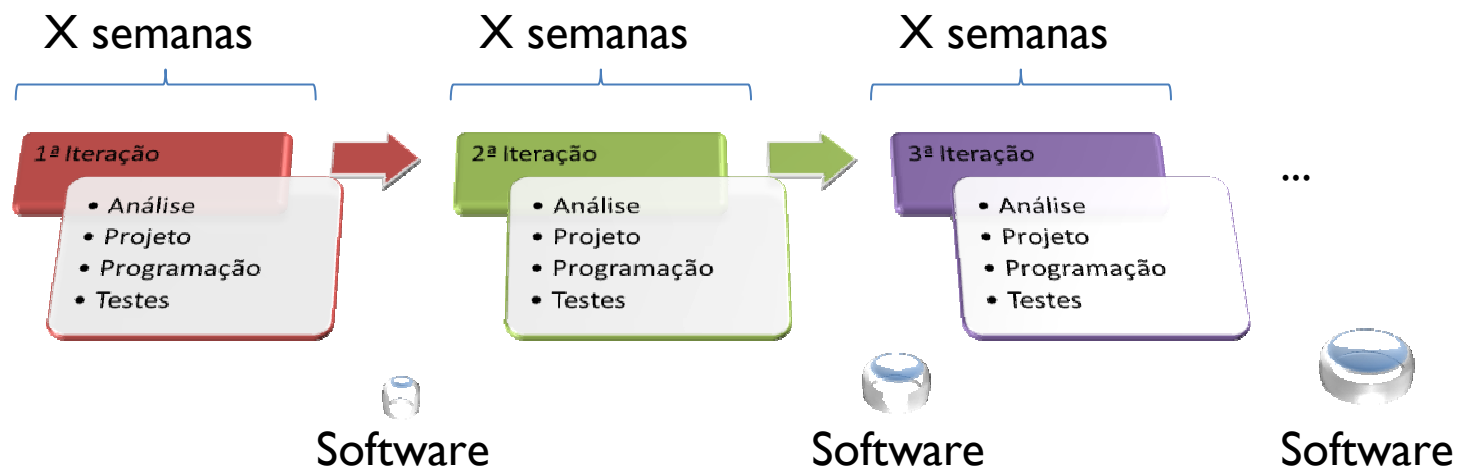 X semanas
X semanas
X semanas
1ª Iteração
• Análise
• Projeto
• Programação
• Testes
2ª Iteração
• Análise
• Projeto
• Programação
• Testes
3ª Iteração
• Análise
• Projeto
• Programação
• Testes
...
Software
Software
Software